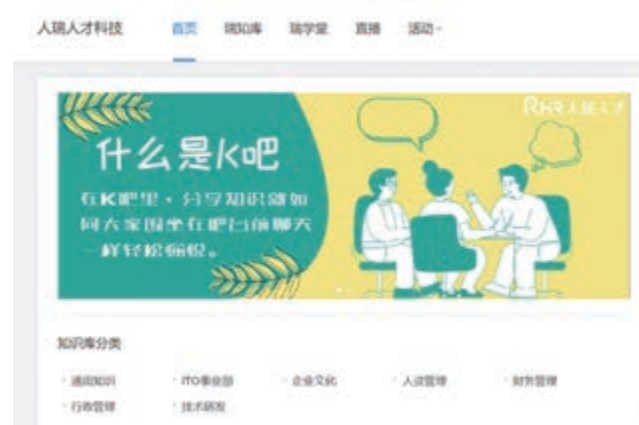 人瑞人才科技 首页 瑞知库 瑞学堂 直播 活动
RHR 人瑞人才
什么是K吧
在K吧里，分享知识就如
同大家围坐在吧台前聊天
一样轻松愉悦。
知识库分类
· 通用知识 · ITO事业部 · 企业文化 · 人资管理 · 财务管理
· 行政管理 · 技术研发